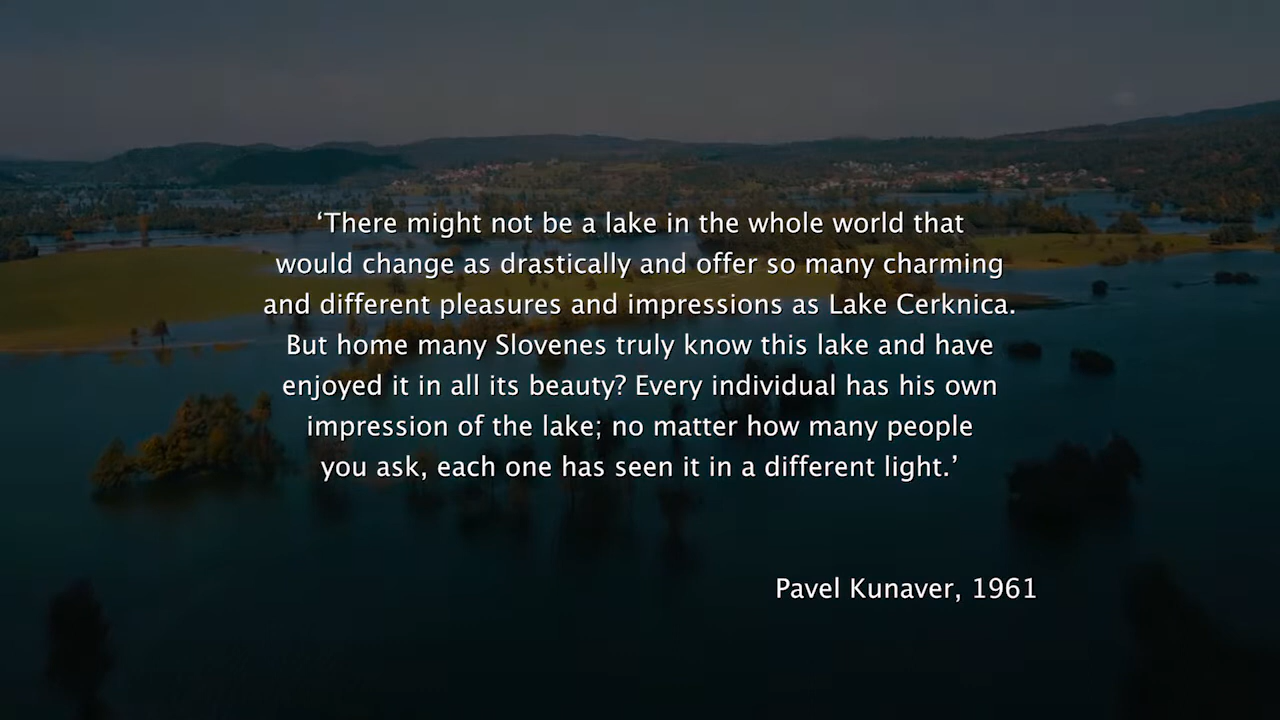 ‘There might not be a lake in the whole world that
would change as drastically and offer so many charming
and different pleasures and impressions as Lake Cerknica.
But home many Slovenes truly know this lake and have
enjoyed it in all its beauty? Every individual has his own
impression of the lake; no matter how many people
you ask, each one has seen it in a different light.’
Pavel Kunaver, 1961